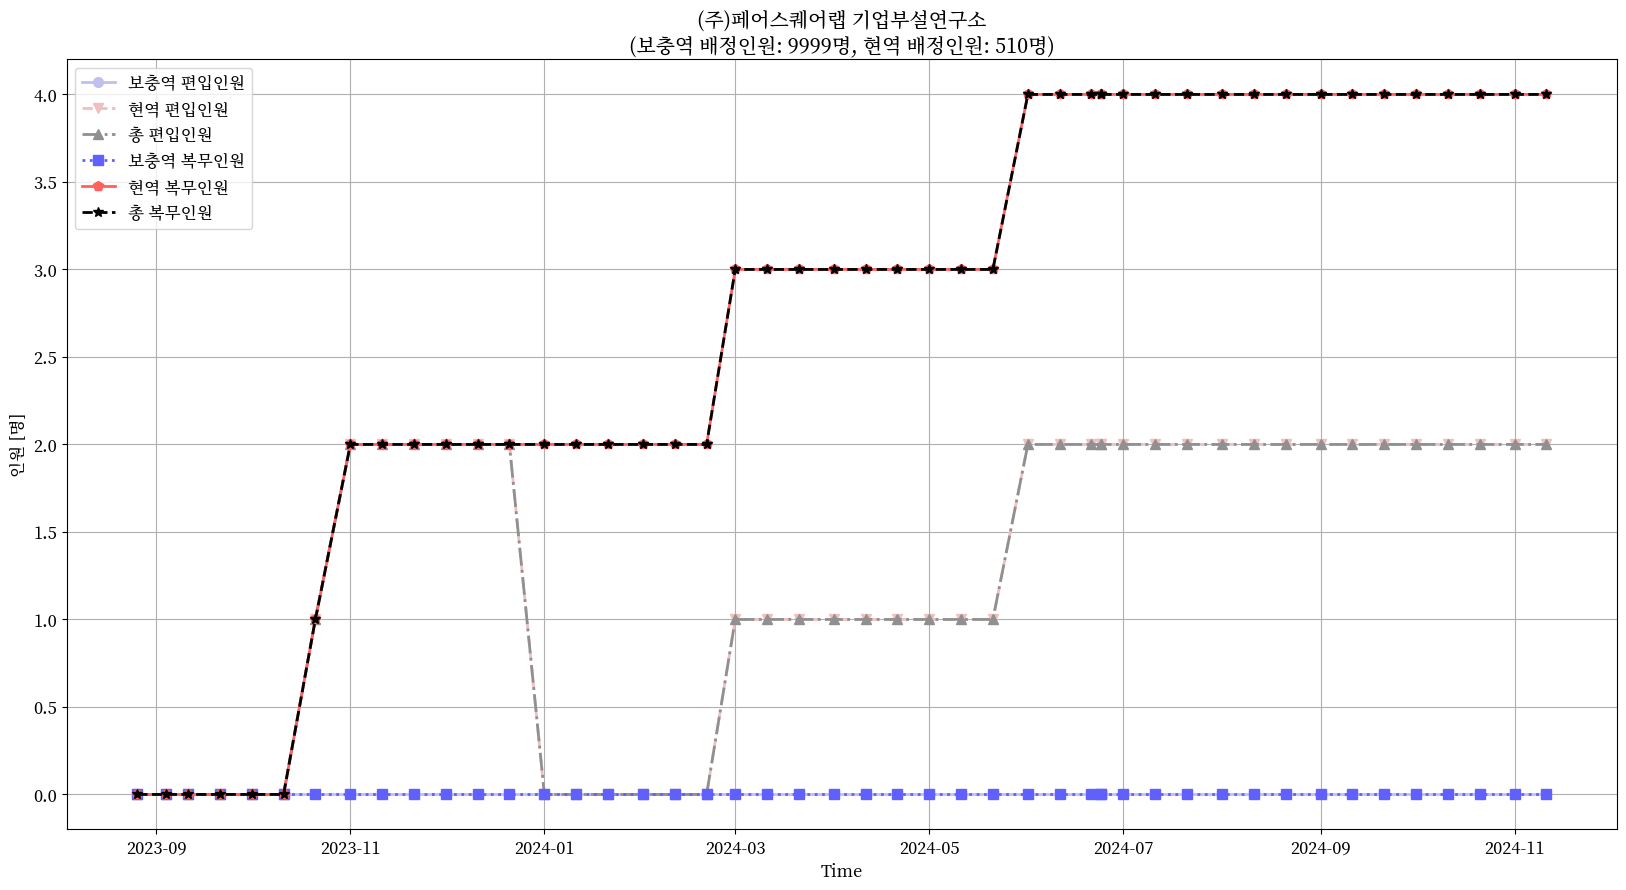 (주)페어스퀘어랩 기업부설연구소
(보충역 배정인원: 9999명, 현역 배정인원: 510명)
보충역 편입인원
현역 편입인원
총 편입인원
보충역 복무인원
현역 복무인원
총 복무인원
인원 [명]
4.0
3.5
3.0
2.5
2.0
1.5
1.0
0.5
0.0
2023-09
2023-11
2024-01
2024-03
2024-05
2024-07
2024-09
2024-11
Time